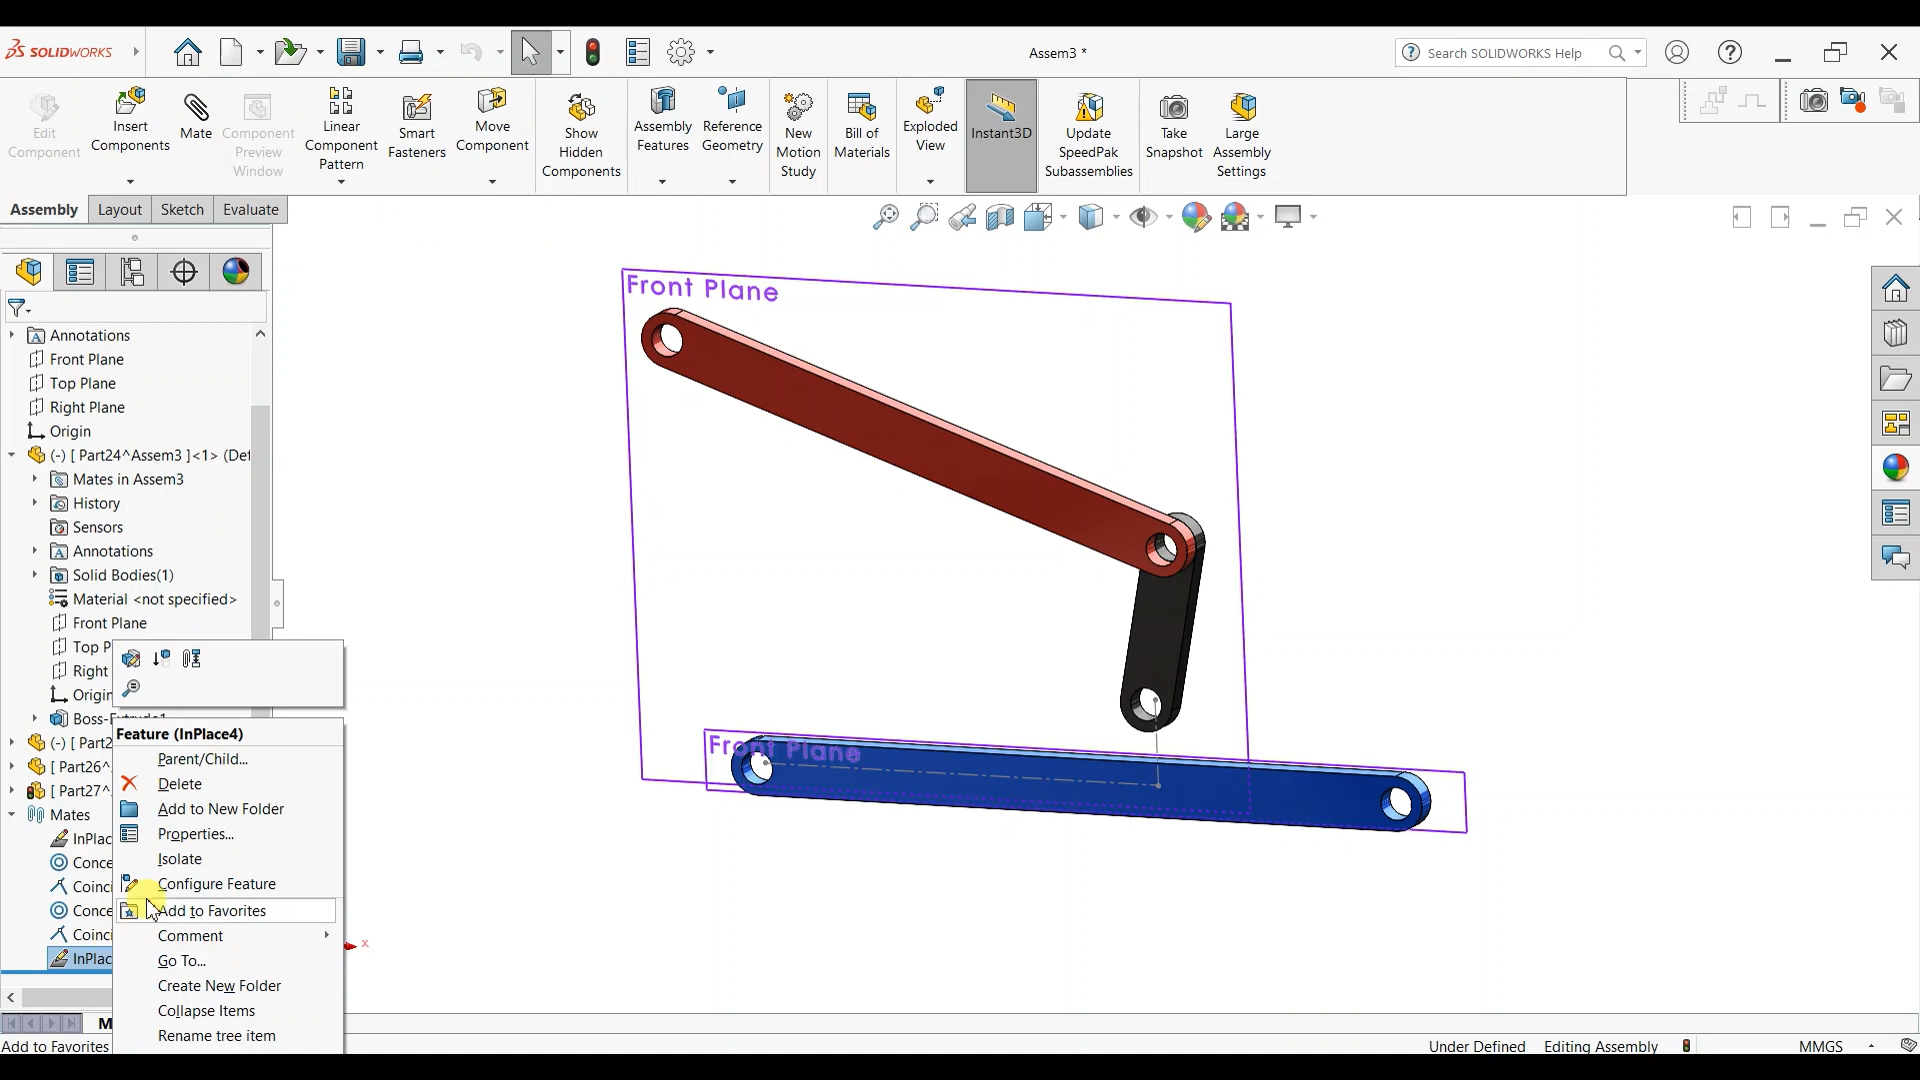 SOLIDWORKS
Assem3 *
Search SOLIDWORKS Help
Edit Component
Insert Components
Mate
Component Preview Window
Linear Component Pattern
Smart Fasteners
Move Component
Show Hidden Components
Assembly Features
Reference Geometry
New Motion Study
Bill of Materials
Exploded View
Instant3D
Update SpeedPak Subassemblies
Take Snapshot
Large Assembly Settings
Assembly
Layout
Sketch
Evaluate
Annotations
Front Plane
Top Plane
Right Plane
Origin
(-) [ Part24^Assem3 ]<1> (Def
Mates in Assem3
History
Sensors
Annotations
Solid Bodies(1)
Material <not specified>
Front Plane
Top P
Right
Origin
Boss-Extrude1
(-) [ Part2
[ Part26^
[ Part27^
Mates
InPlac
Conce
Coinci
Conce
Coinci
InPlac
Feature (InPlace4)
Parent/Child...
Delete
Add to New Folder
Properties...
Isolate
Configure Feature
Add to Favorites
Comment
Go To...
Create New Folder
Collapse Items
Rename tree item
Front Plane
Front Plane
x
M
Add to Favorites
Under Defined
Editing Assembly
MMGS